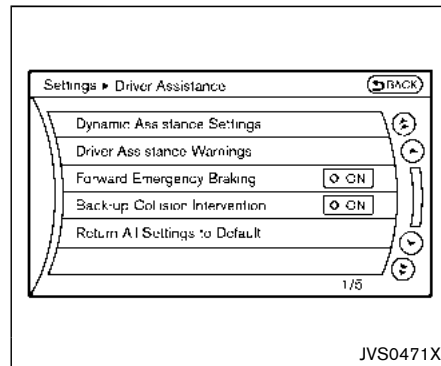 Settings ▸ Driver Assistance
BACK
Dynamic Assistance Settings
Driver Assistance Warnings
Forward Emergency Braking
ON
Back-up Collision Intervention
ON
Return All Settings to Default
1/5
JVS0471X